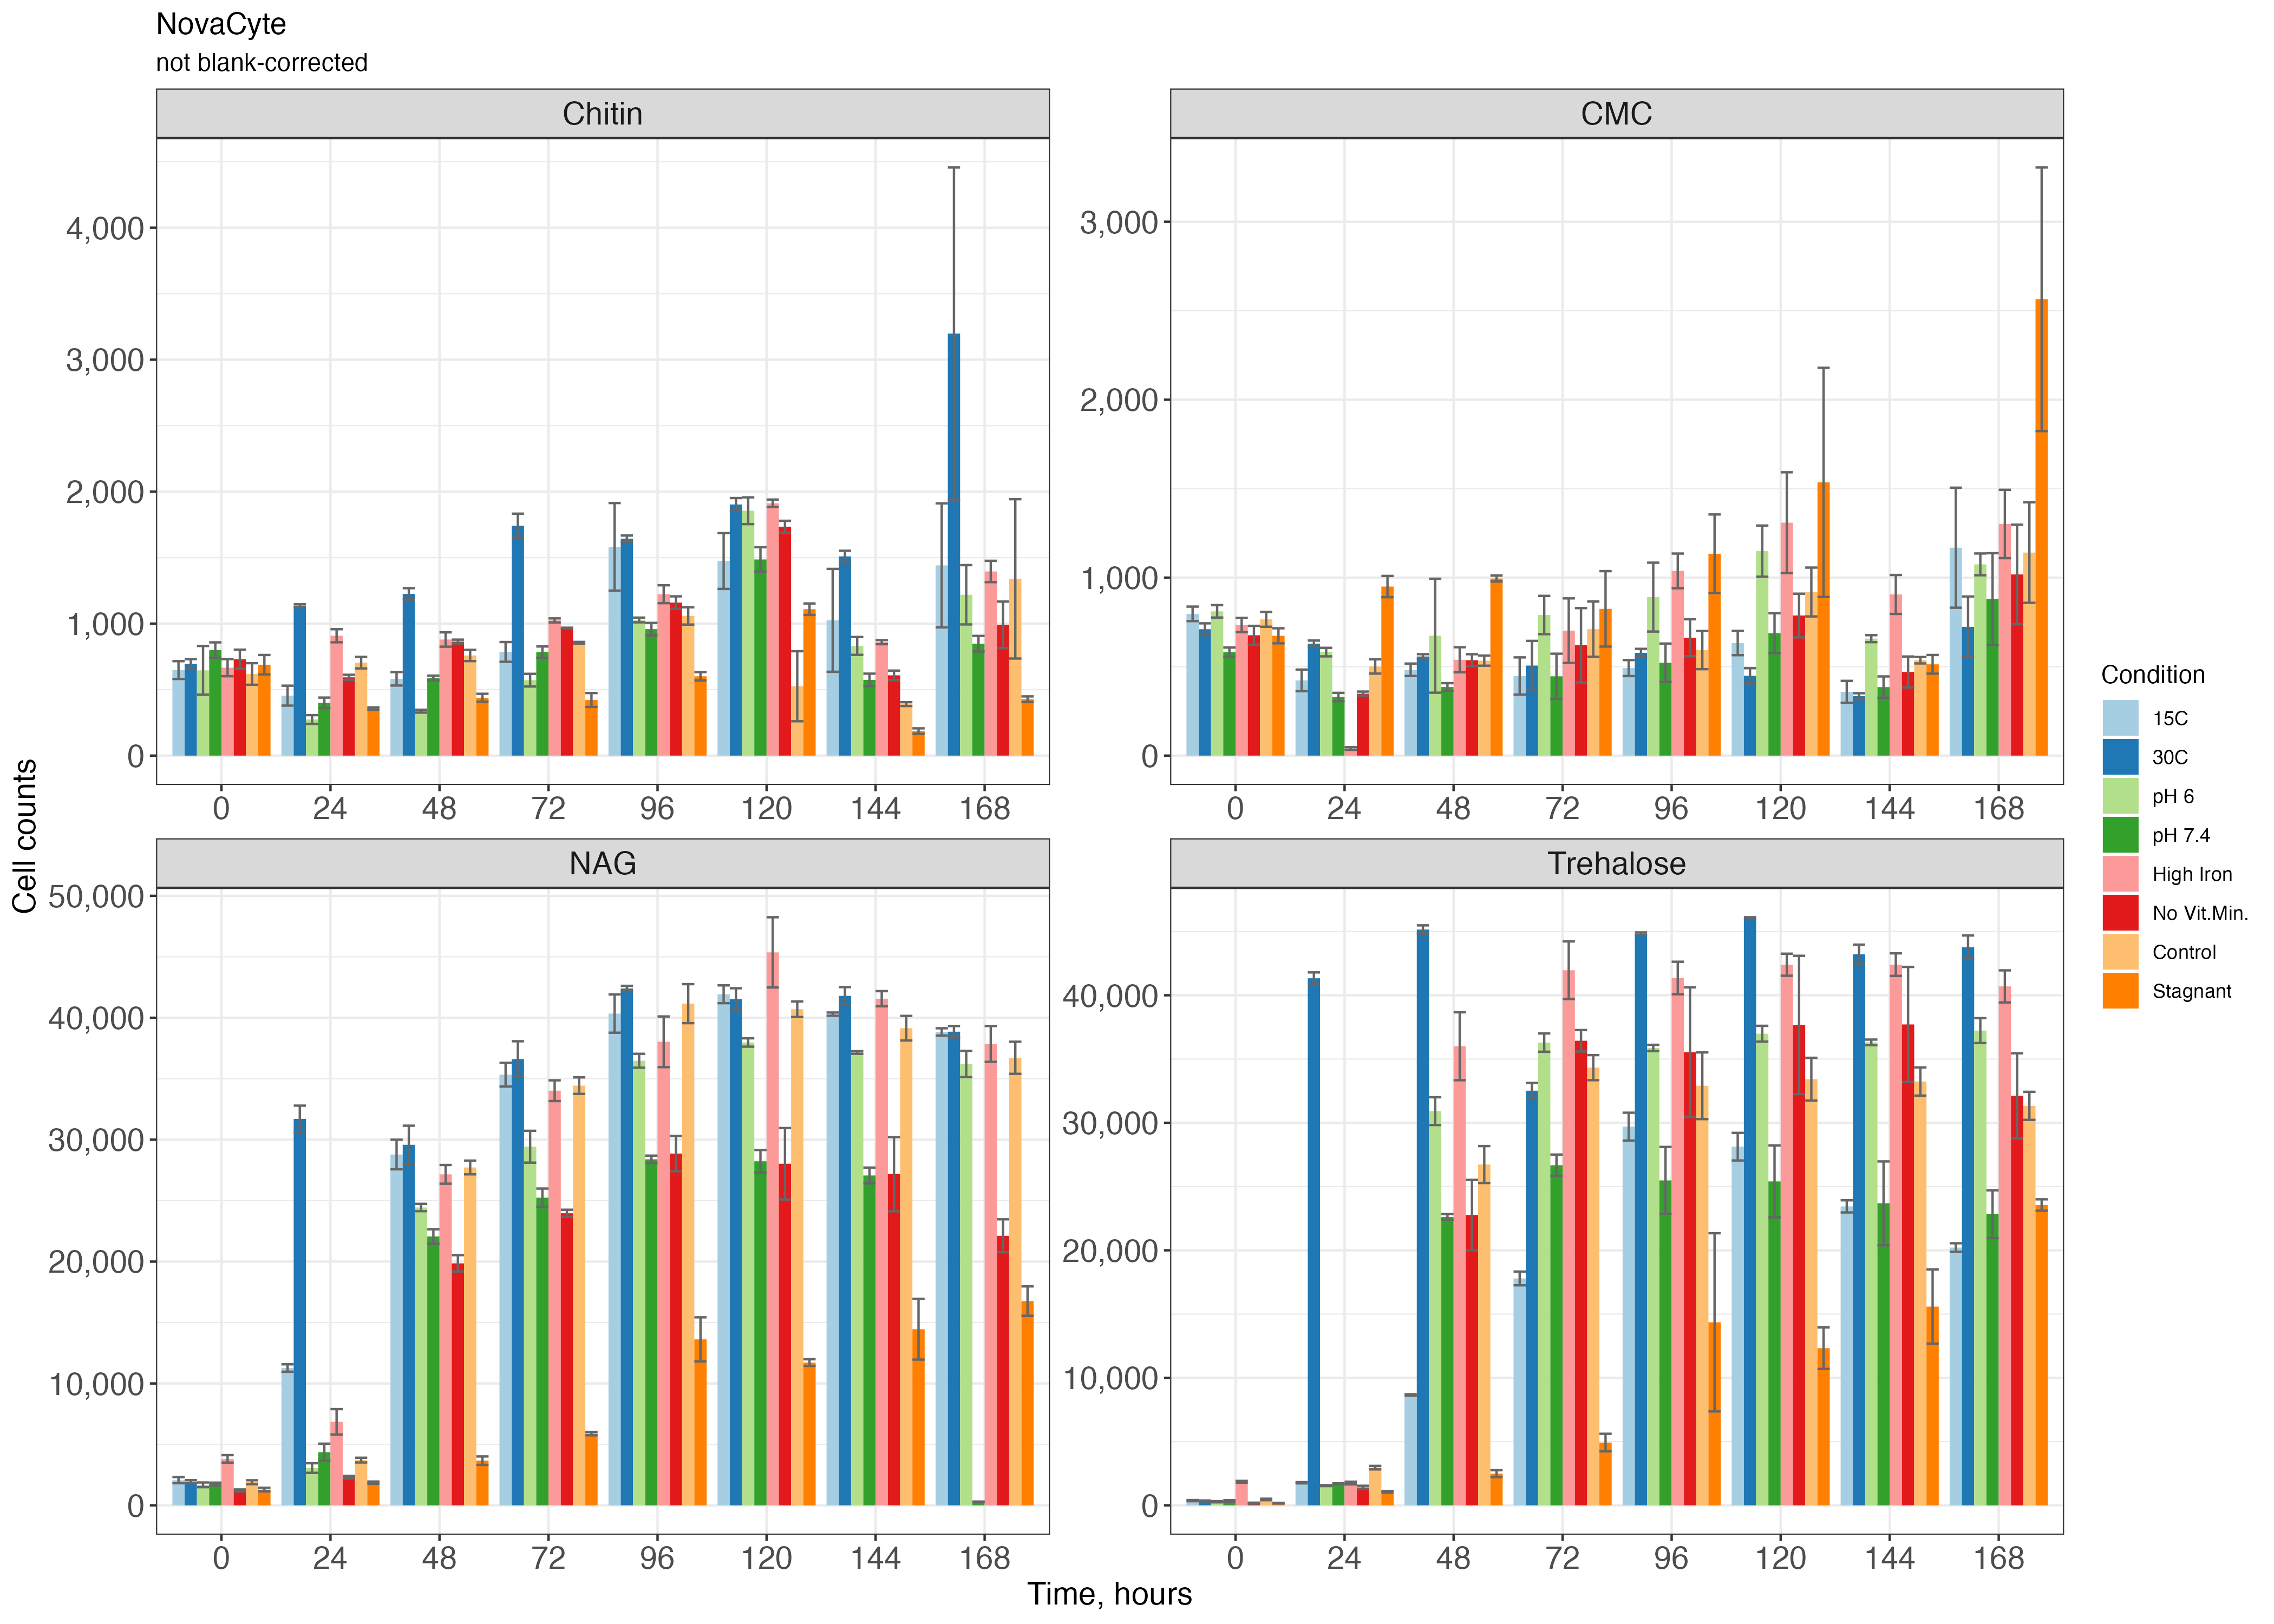 NovaCyte
not blank-corrected
Chitin
CMC
4,000
3,000
2,000
1,000
0
3,000
2,000
1,000
0
0 24 48 72 96 120 144 168
0 24 48 72 96 120 144 168
NAG
Trehalose
50,000
40,000
30,000
20,000
10,000
0
40,000
30,000
20,000
10,000
0
0 24 48 72 96 120 144 168
0 24 48 72 96 120 144 168
Cell counts
Time, hours
Condition
15C
30C
pH 6
pH 7.4
High Iron
No Vit.Min.
Control
Stagnant